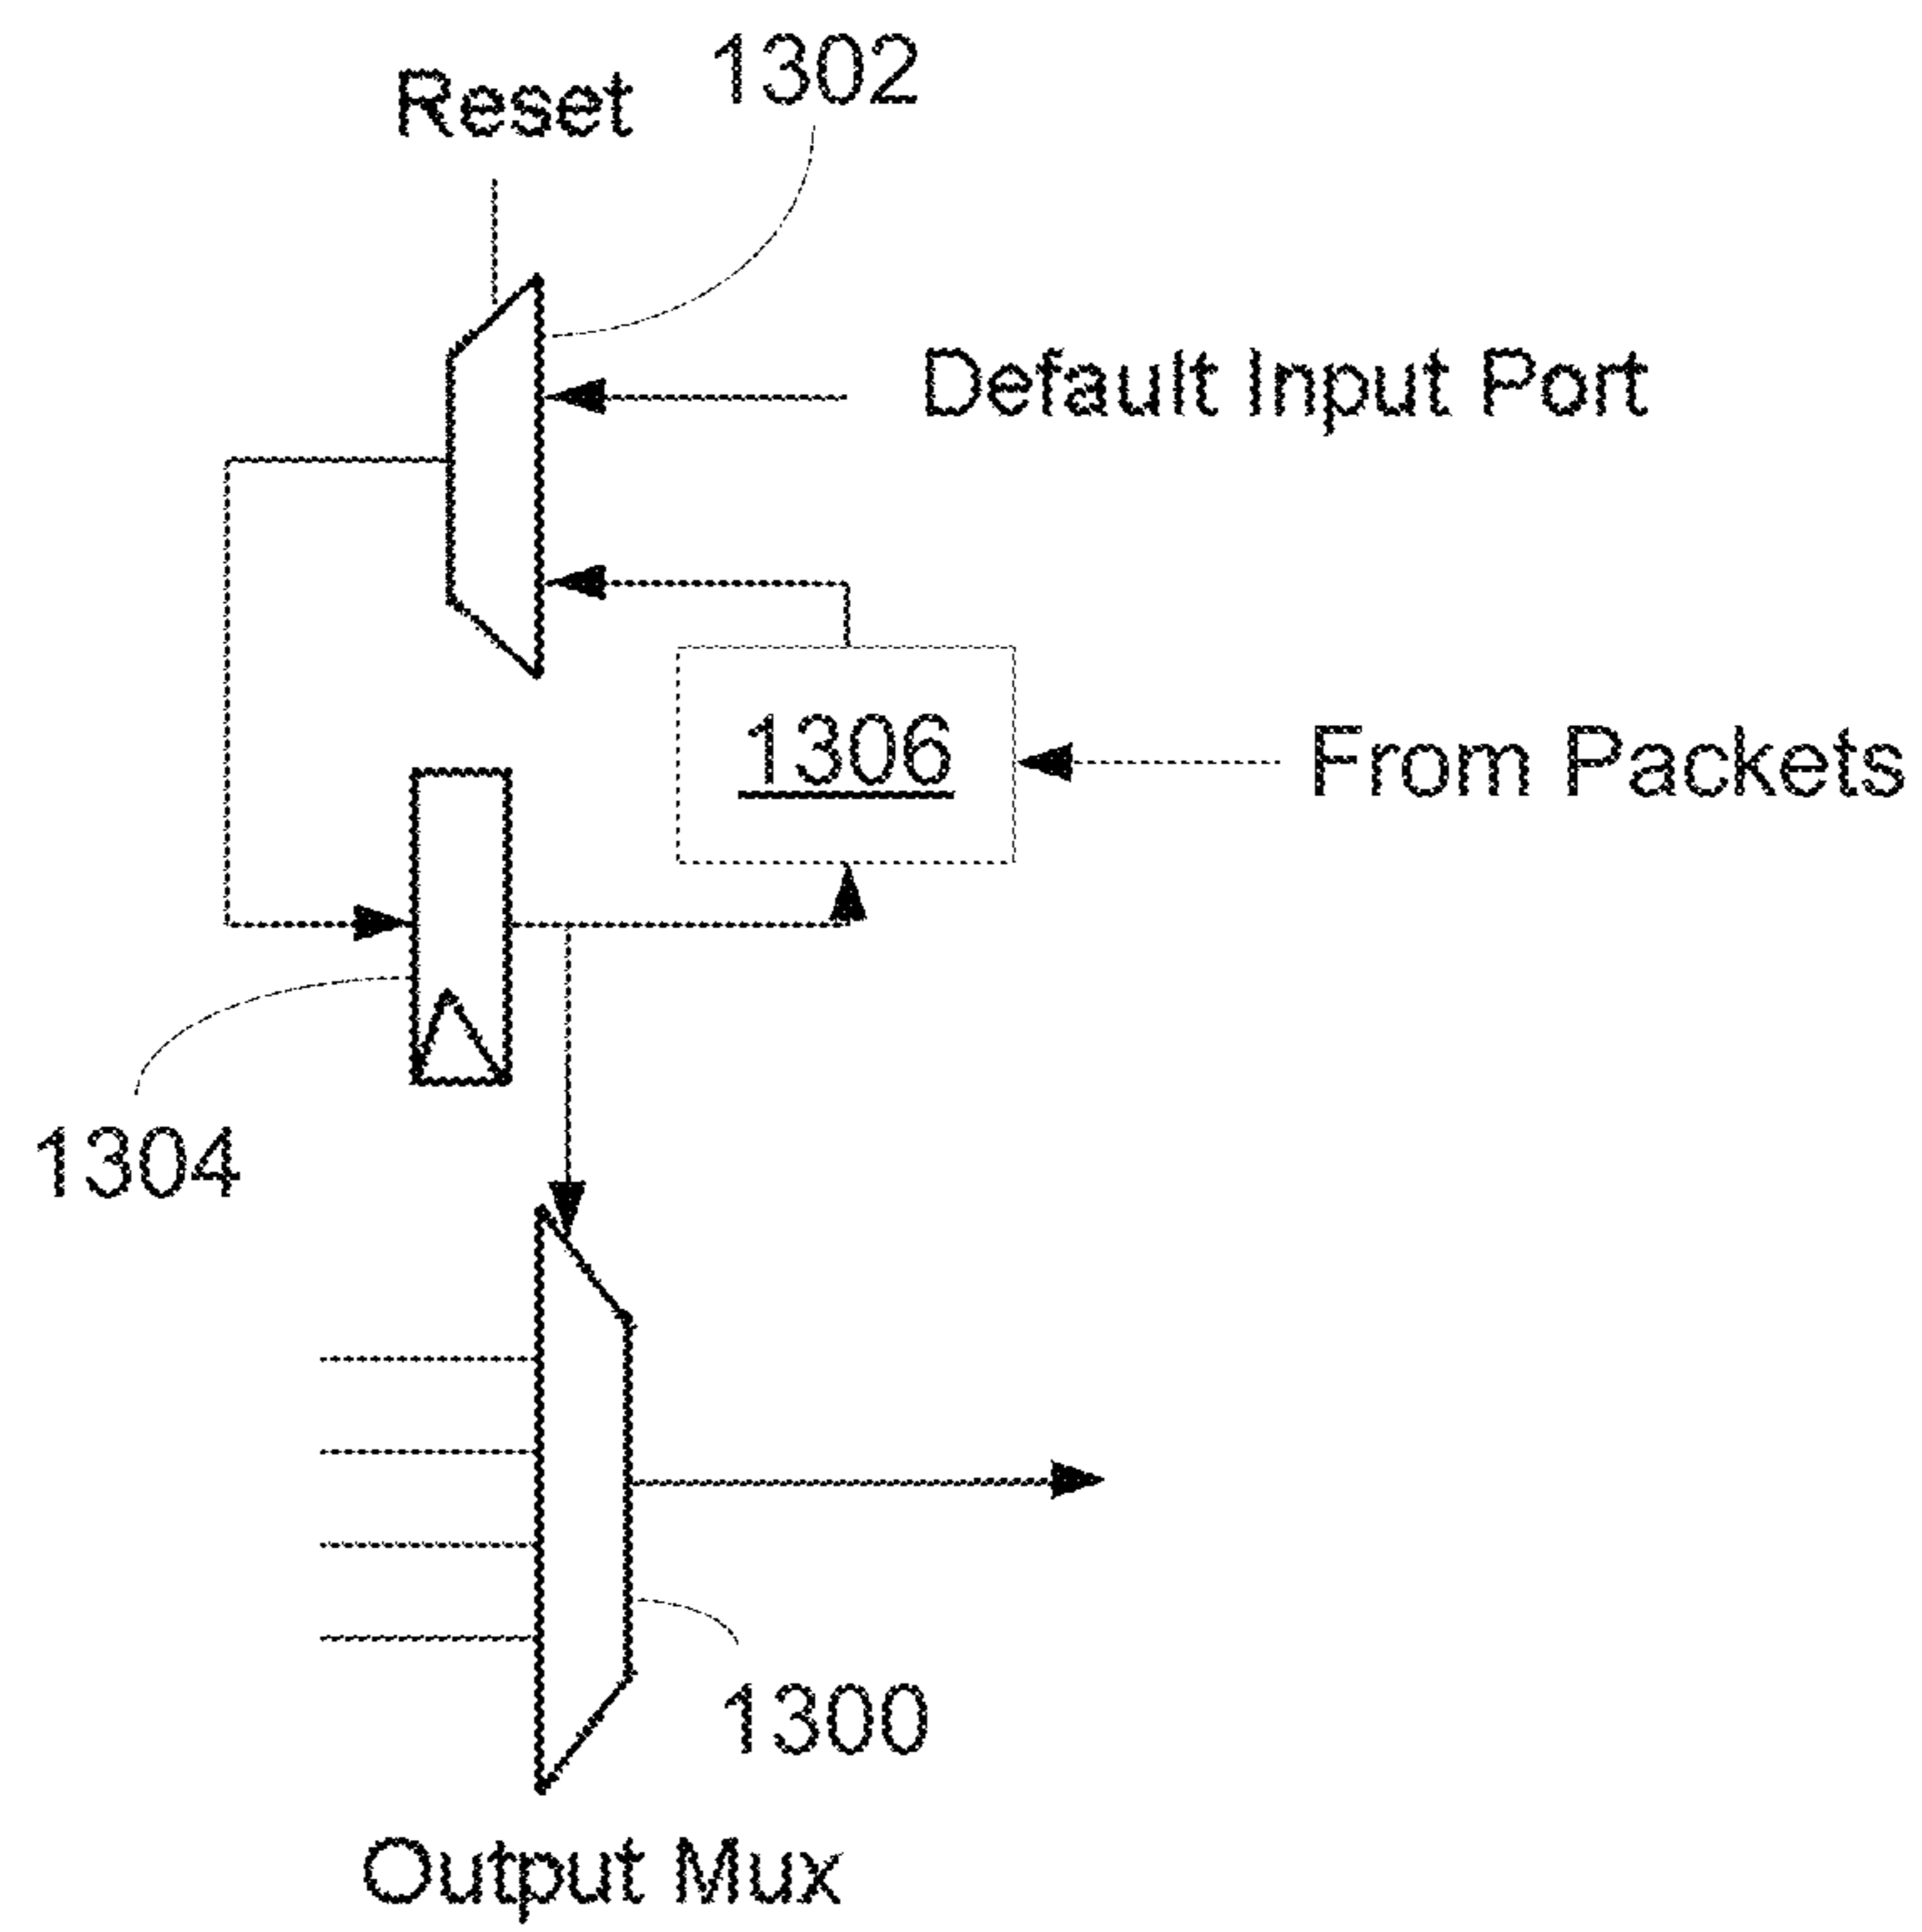 1302
Reset
Default Input Port
1306
From Packets
1304
1300
Output Mux